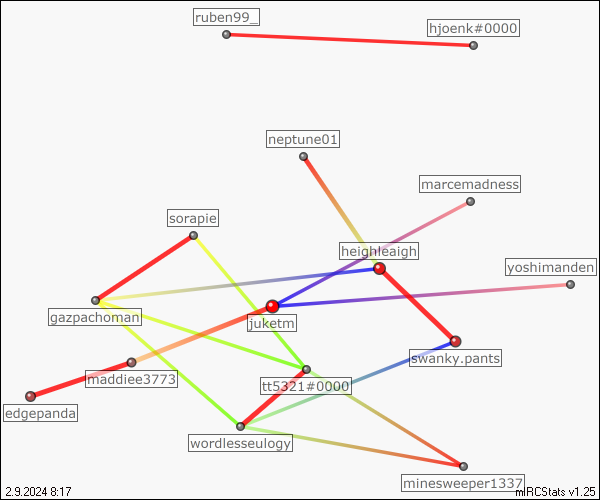 ruben99_
hjoenk#0000
neptune01
marcemadness
sorapie
heighleaigh
yoshimanden
gazpachoman
juketm
swanky.pants
maddiee3773
tt5321#0000
edgepanda
wordlesseulogy
minesweeper1337
2.9.2024 8:17
mIRCStats v1.25